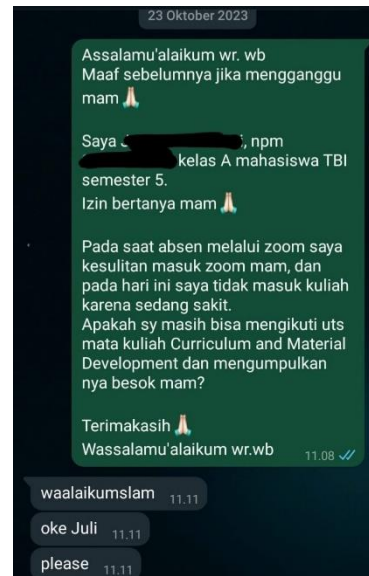 23 Oktober 2023
Assalamu'alaikum wr. wb
Maaf sebelumnya jika mengganggu
mam 🙏🏻
Saya , npm
kelas A mahasiswa TBI
semester 5.
Izin bertanya mam 🙏🏻
Pada saat absen melalui zoom saya
kesulitan masuk zoom mam, dan
pada hari ini saya tidak masuk kuliah
karena sedang sakit.
Apakah sy masih bisa mengikuti uts
mata kuliah Curriculum and Material
Development dan mengumpulkan
nya besok mam?
Terimakasih 🙏🏻
Wassalamu'alaikum wr.wb 11.08
waalaikumslam 11.11
oke Juli 11.11
please 11.11